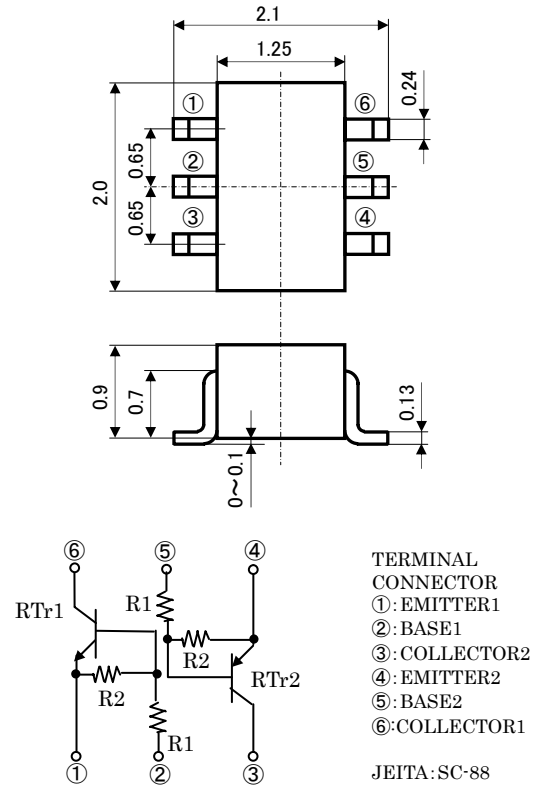 2.1
1.25
① ⑥
0.24
0.65
② ⑤
2.0
0.65
③ ④
0.9
0.7
0.13
0~0.1
⑥ ⑤ ④
RTr1
R1
R2
R2
RTr2
R1
① ② ③
TERMINAL
CONNECTOR
①:EMITTER1
②:BASE1
③:COLLECTOR2
④:EMITTER2
⑤:BASE2
⑥:COLLECTOR1
JEITA:SC-88